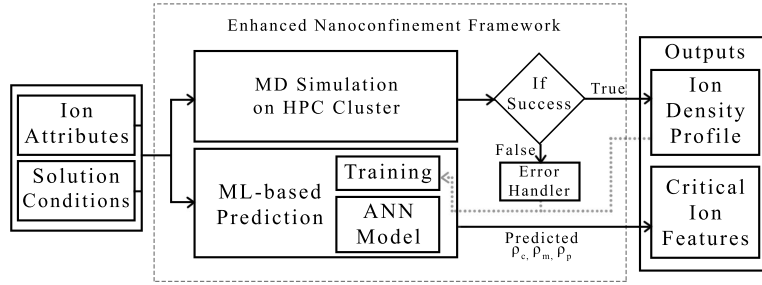 Enhanced Nanoconfinement Framework
Ion
Attributes
Solution
Conditions
MD Simulation
on HPC Cluster
If
Success
True
False
Error
Handler
ML-based
Prediction
Training
ANN
Model
Predicted
ρc, ρm, ρp
Outputs
Ion
Density
Profile
Critical
Ion
Features